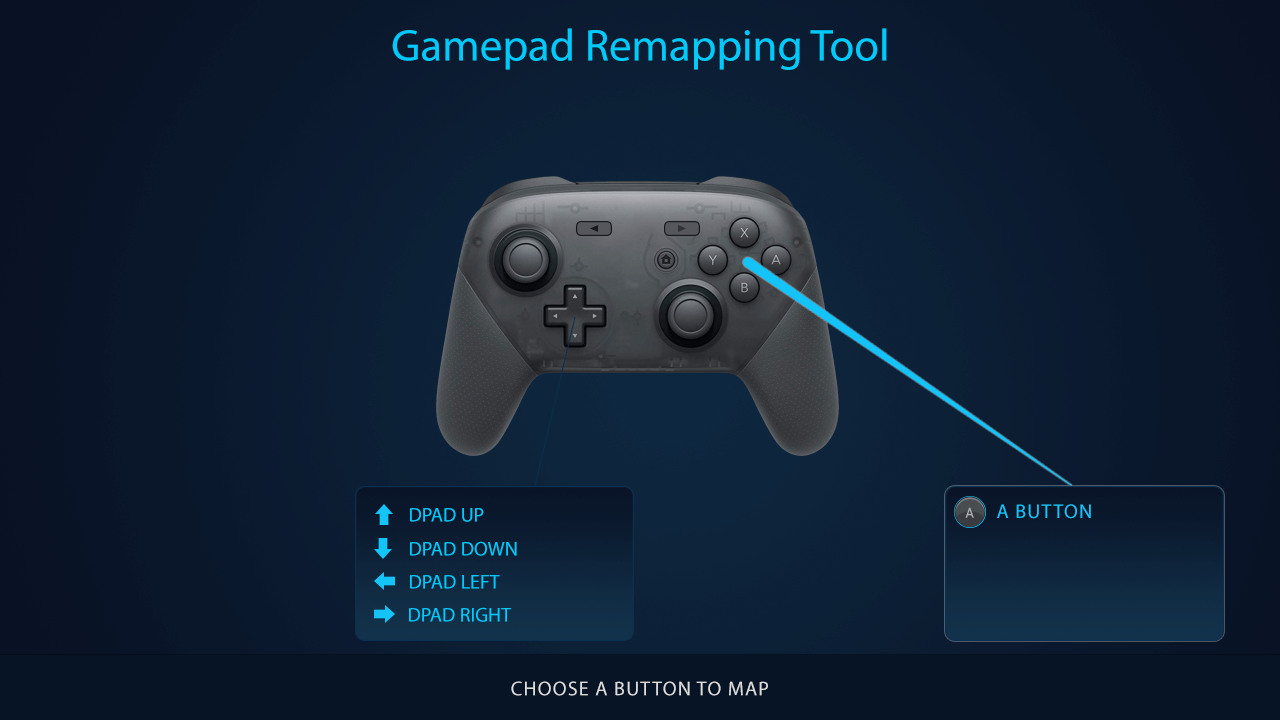 Gamepad Remapping Tool
X
Y
A
B
DPAD UP
DPAD DOWN
DPAD LEFT
DPAD RIGHT
A
A BUTTON
CHOOSE A BUTTON TO MAP